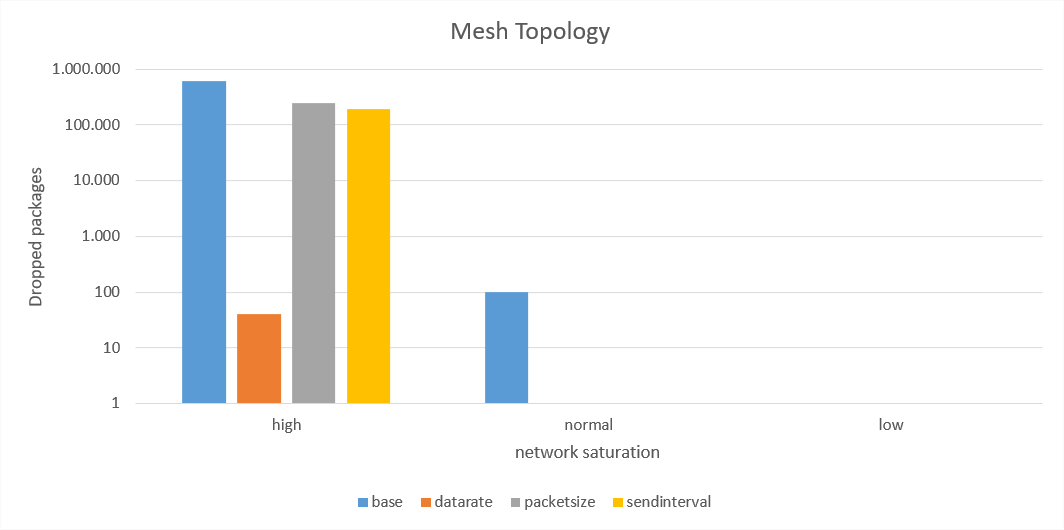 Mesh Topology
Dropped packages
1.000.000
100.000
10.000
1.000
100
10
1
high normal low
network saturation
base datarate packetsize sendinterval